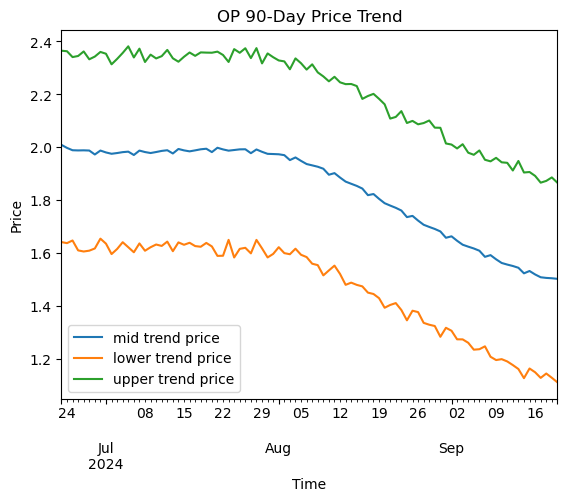 OP 90-Day Price Trend
Price
2.4
2.2
2.0
1.8
1.6
1.4
1.2
mid trend price
lower trend price
upper trend price
24 08 15 22 29 05 12 19 26 02 09 16
Jul Aug Sep
2024
Time